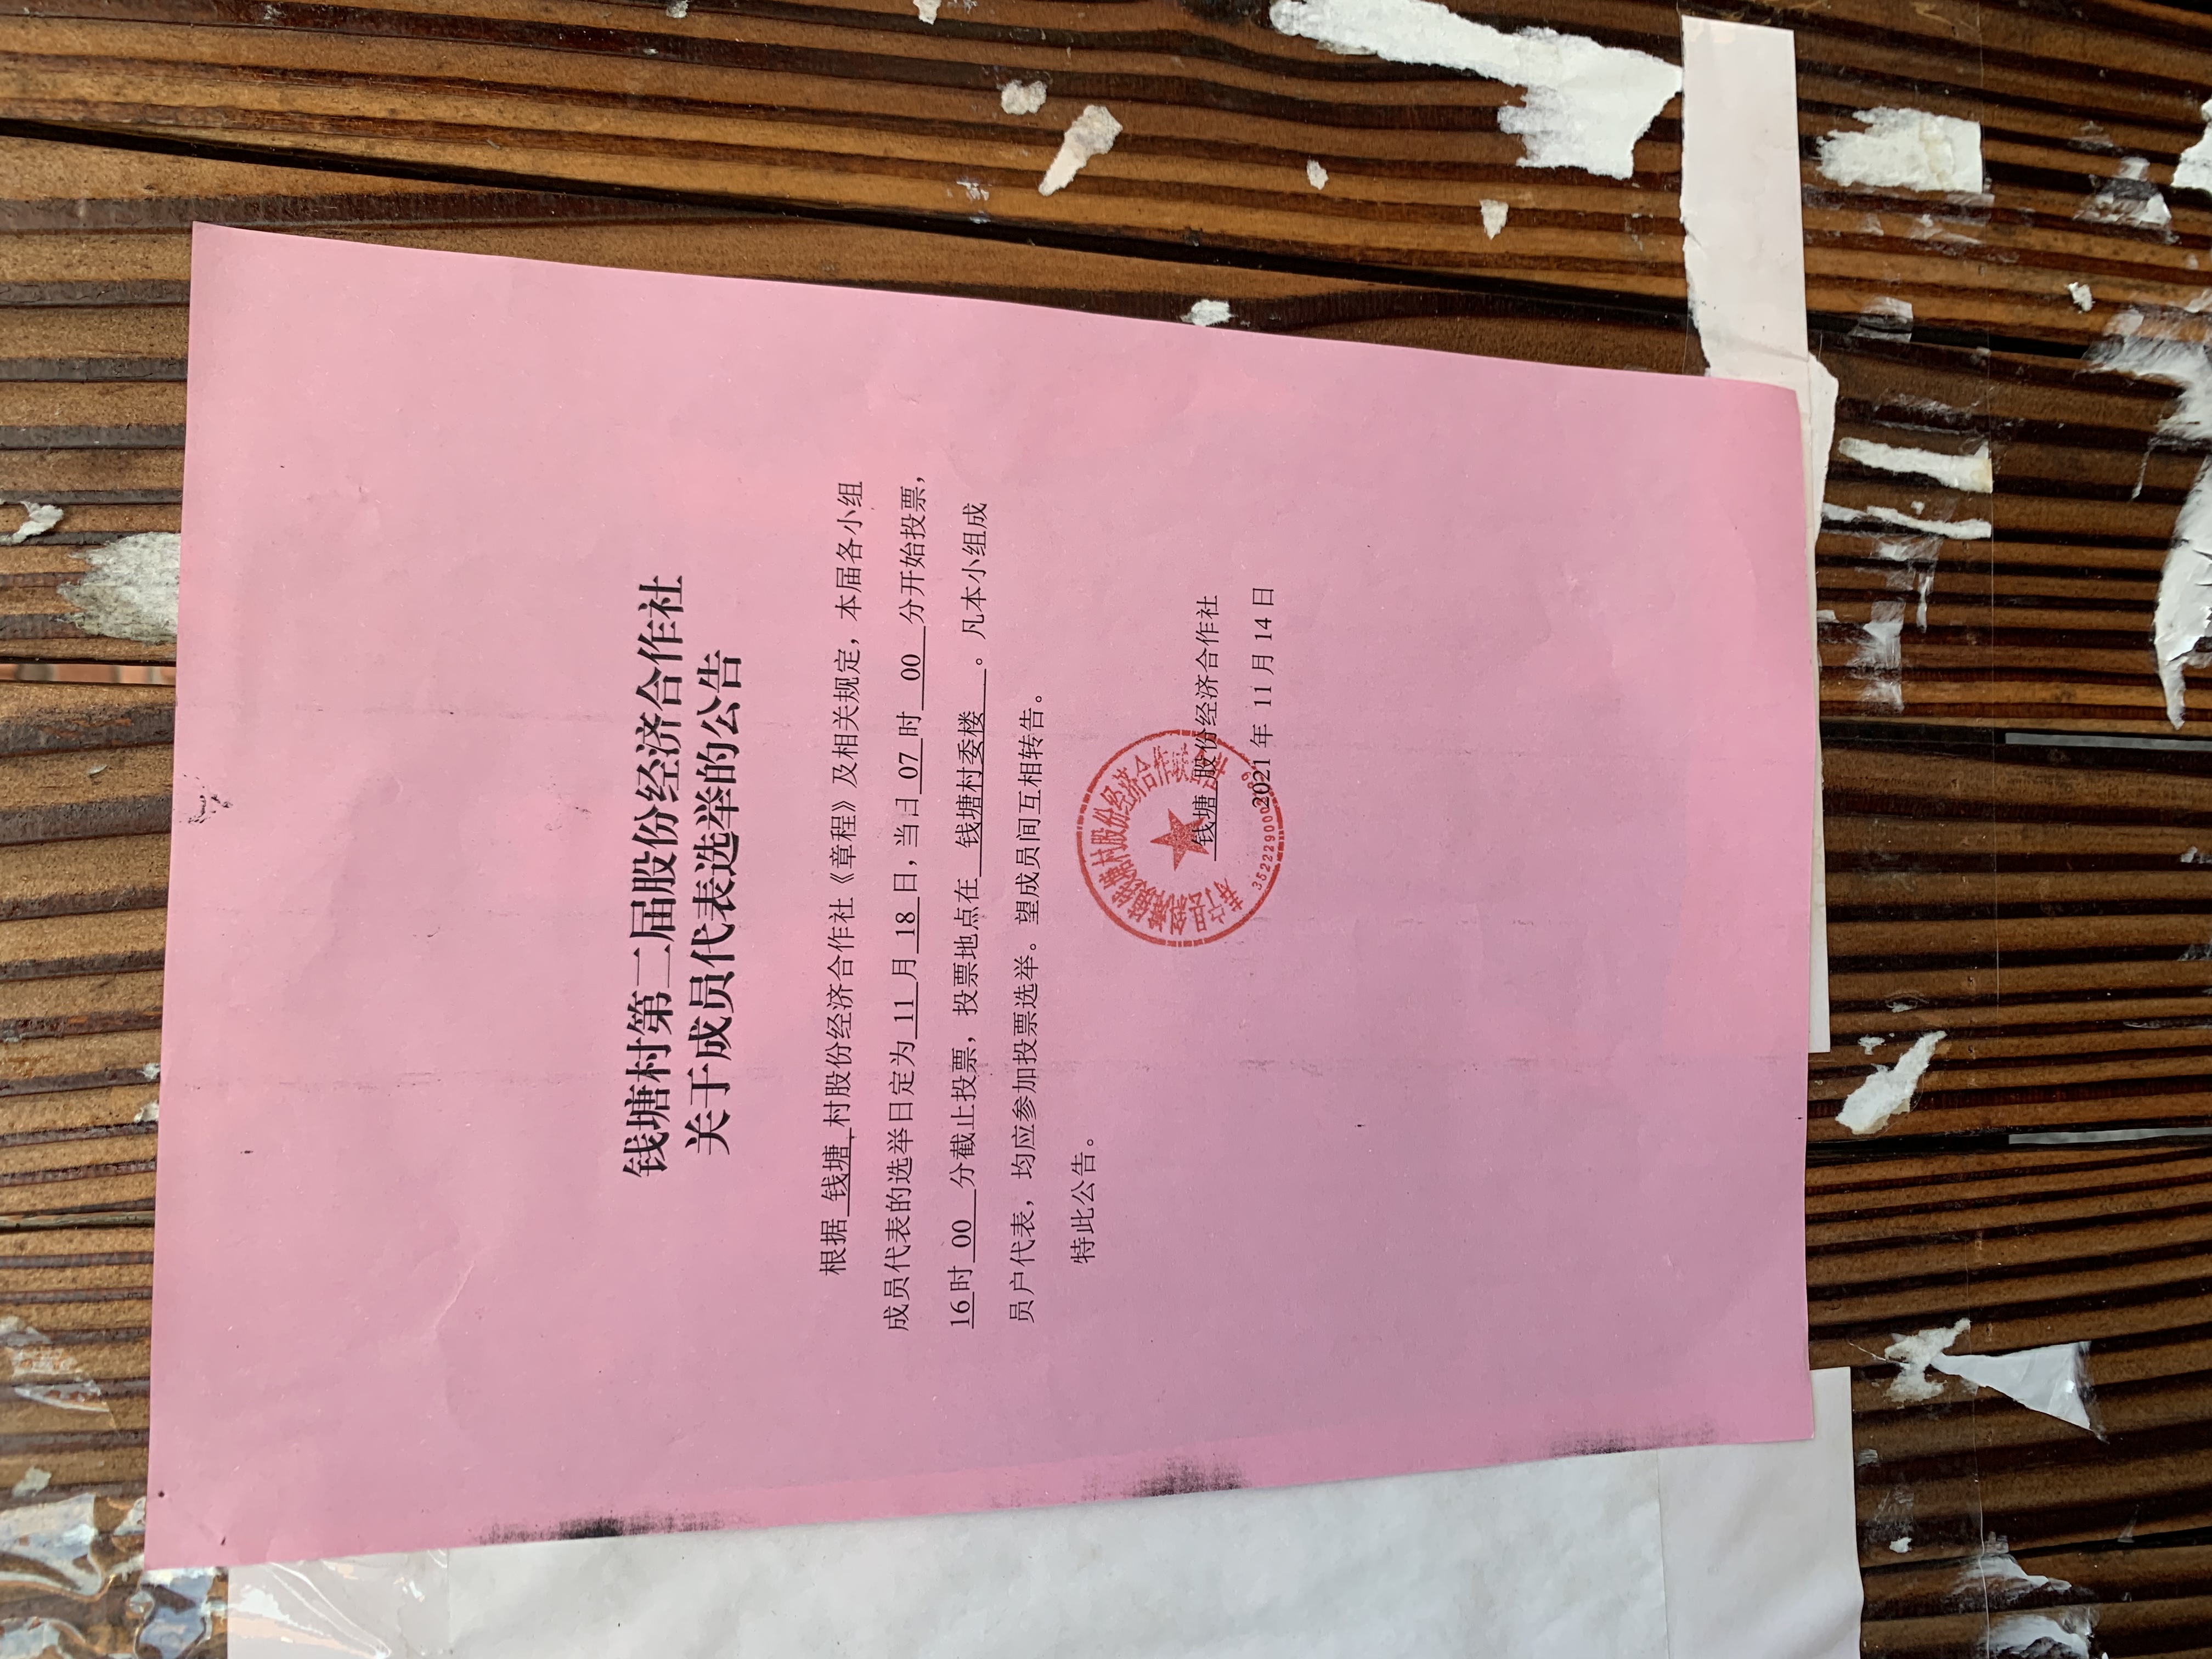 钱塘村第二届股份经济合作社
关于成员代表选举的公告
根据 钱塘 村股份经济合作社《章程》及相关规定，本届各小组
成员代表的选举日定为 11 月 18 日，当日 07 时 00 分开始投票，
16 时 00 分截止投票，投票地点在 钱塘村委楼 。凡本小组成
员户代表，均应参加投票选举。望成员间互相转告。
特此公告。
钱塘 股份经济合作社
2021 年 11 月 14 日
村股份经济合作